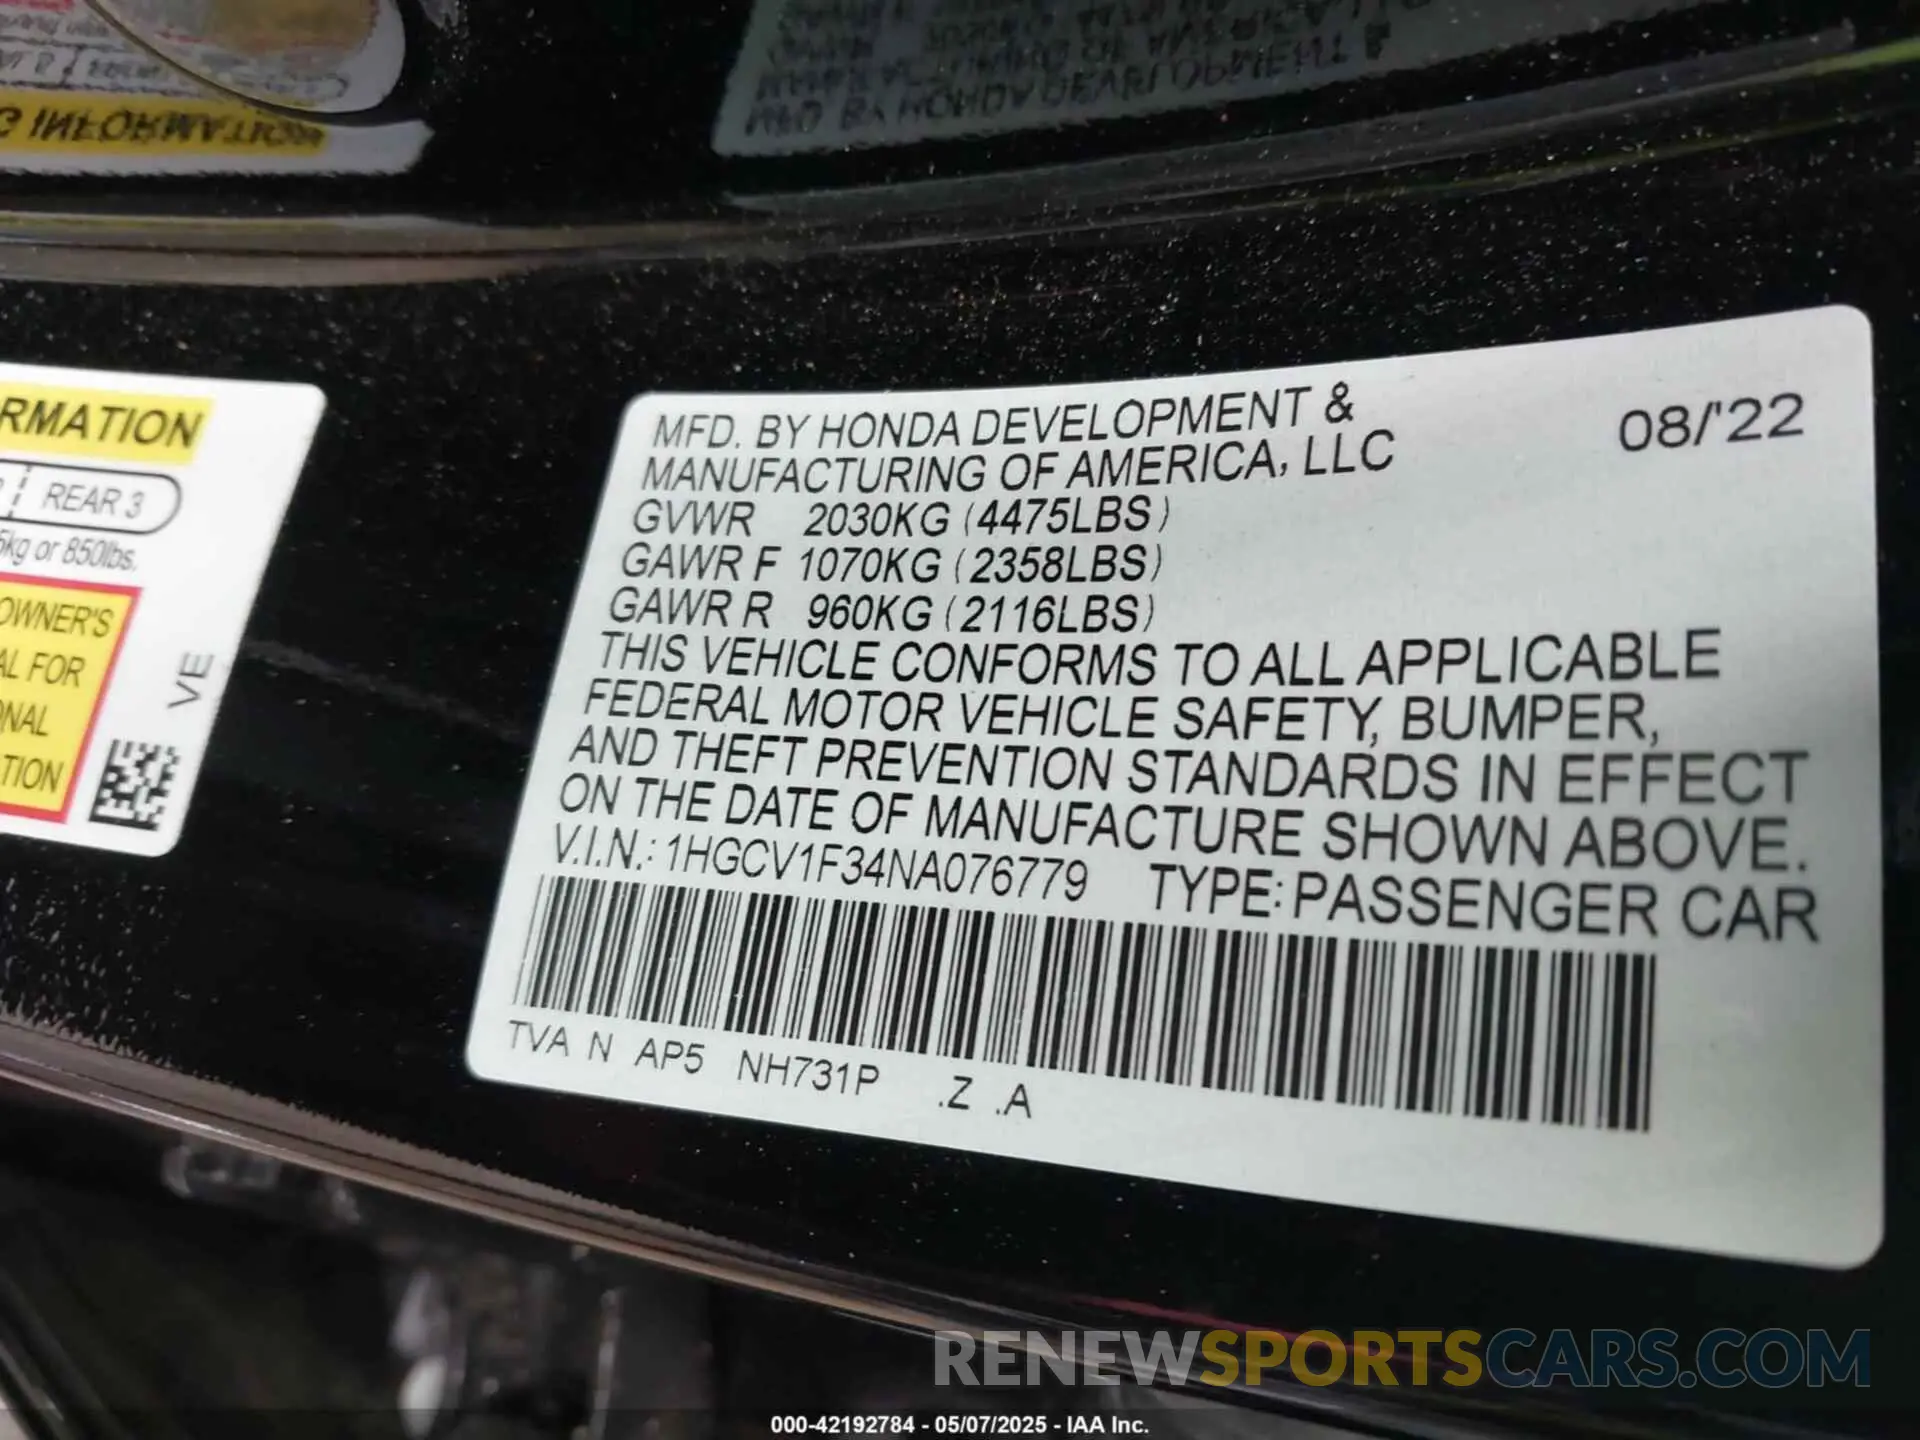 RMATION
REAR 3
5kg or 850lbs.
OWNER'S
AL FOR
ONAL
TION
VE
MFD. BY HONDA DEVELOPMENT &
MANUFACTURING OF AMERICA, LLC
08/'22
GVWR 2030KG (4475LBS)
GAWR F 1070KG (2358LBS)
GAWR R 960KG (2116LBS)
THIS VEHICLE CONFORMS TO ALL APPLICABLE
FEDERAL MOTOR VEHICLE SAFETY, BUMPER,
AND THEFT PREVENTION STANDARDS IN EFFECT
ON THE DATE OF MANUFACTURE SHOWN ABOVE.
V.I.N.: 1HGCV1F34NA076779 TYPE: PASSENGER CAR
TVA N AP5 NH731P .Z .A
RENEWSPORTSCARS.COM
000-42192784 - 05/07/2025 - IAA Inc.